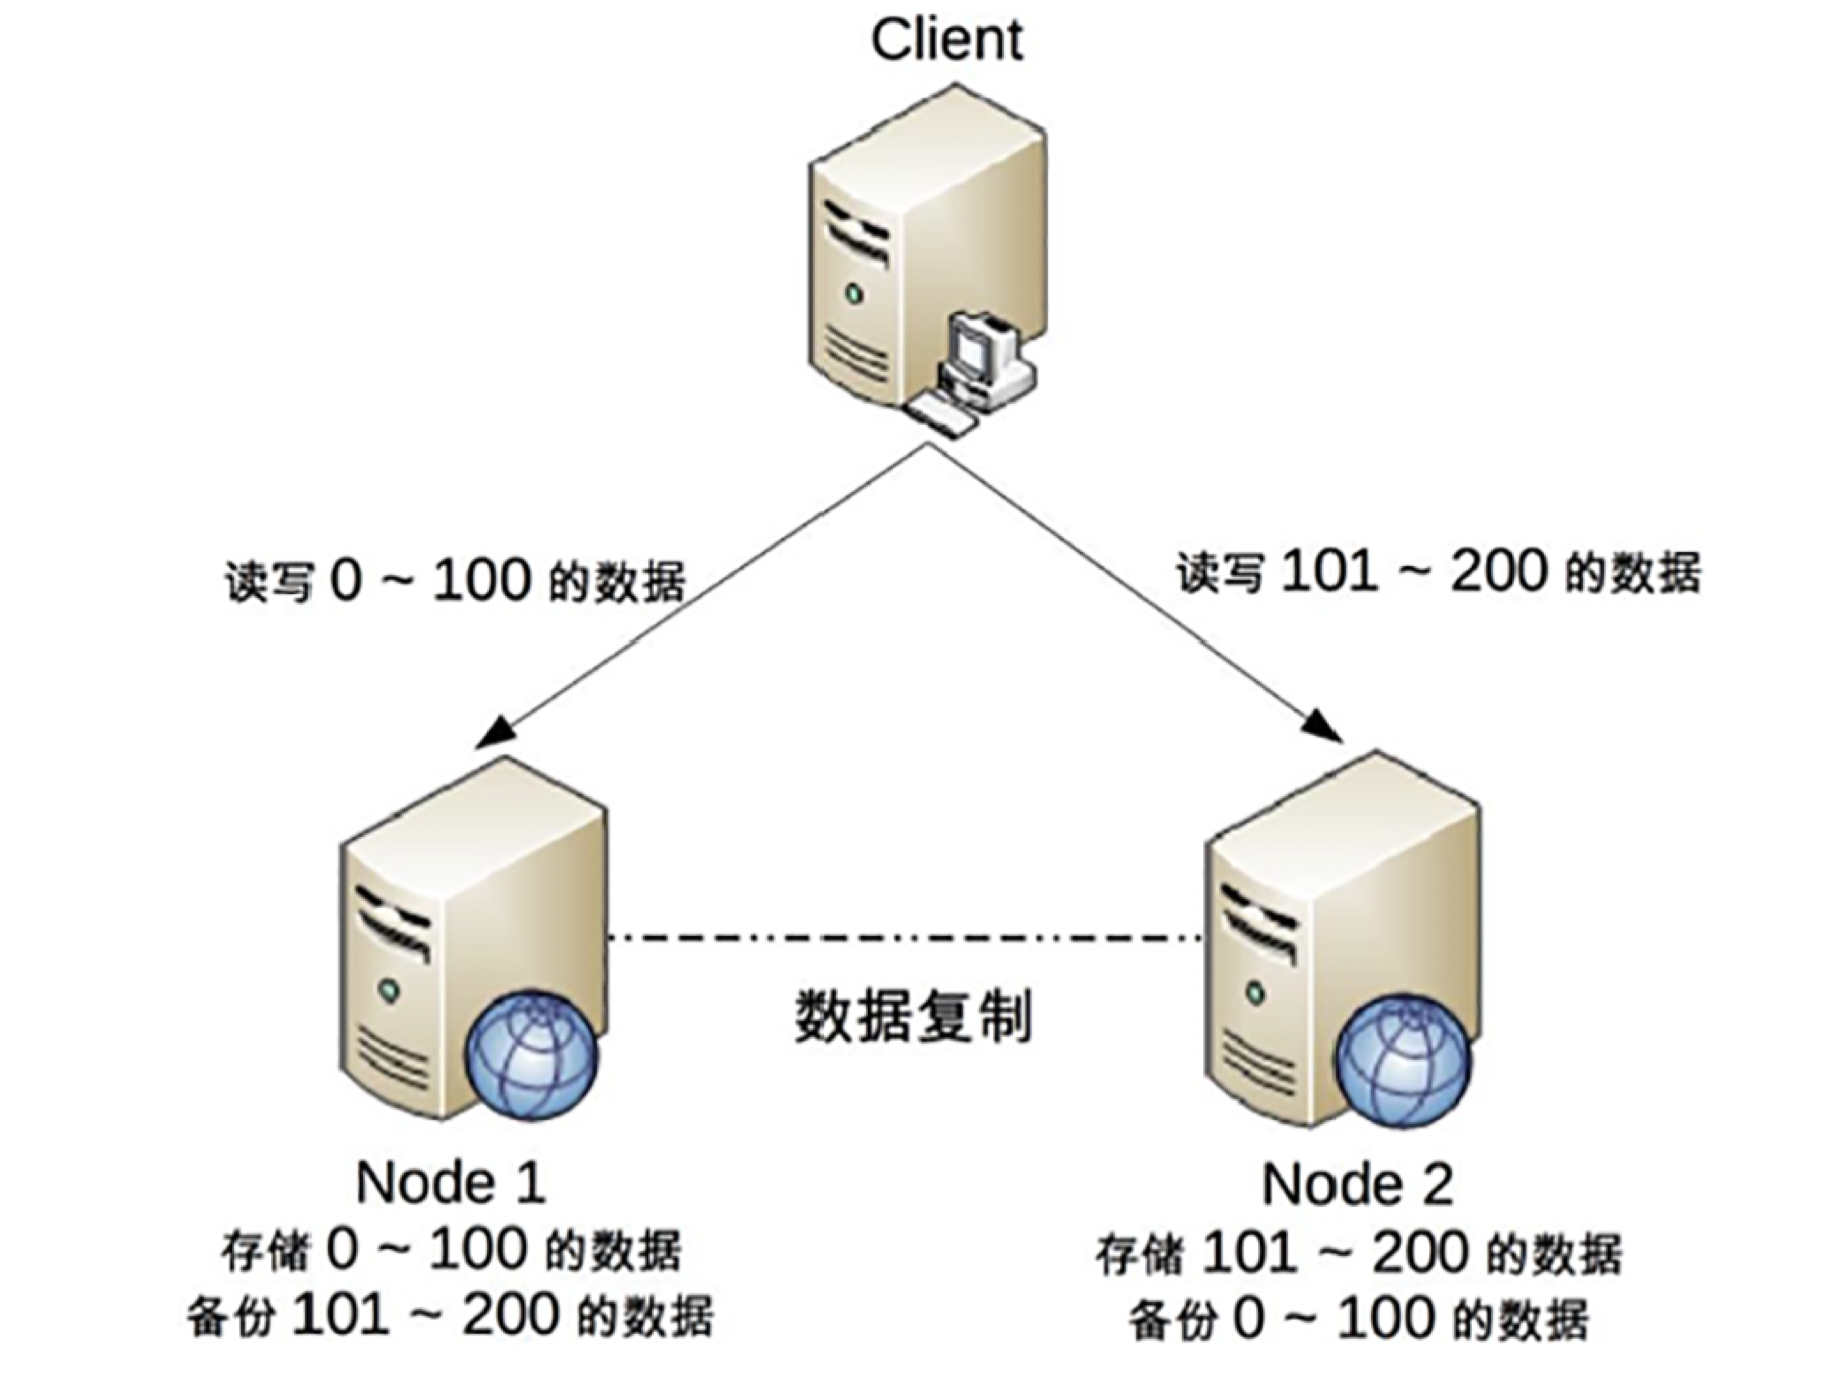 Client
读写 0 ~ 100 的数据
读写 101 ~ 200 的数据
数据复制
Node 1
存储 0 ~ 100 的数据
备份 101 ~ 200 的数据
Node 2
存储 101 ~ 200 的数据
备份 0 ~ 100 的数据